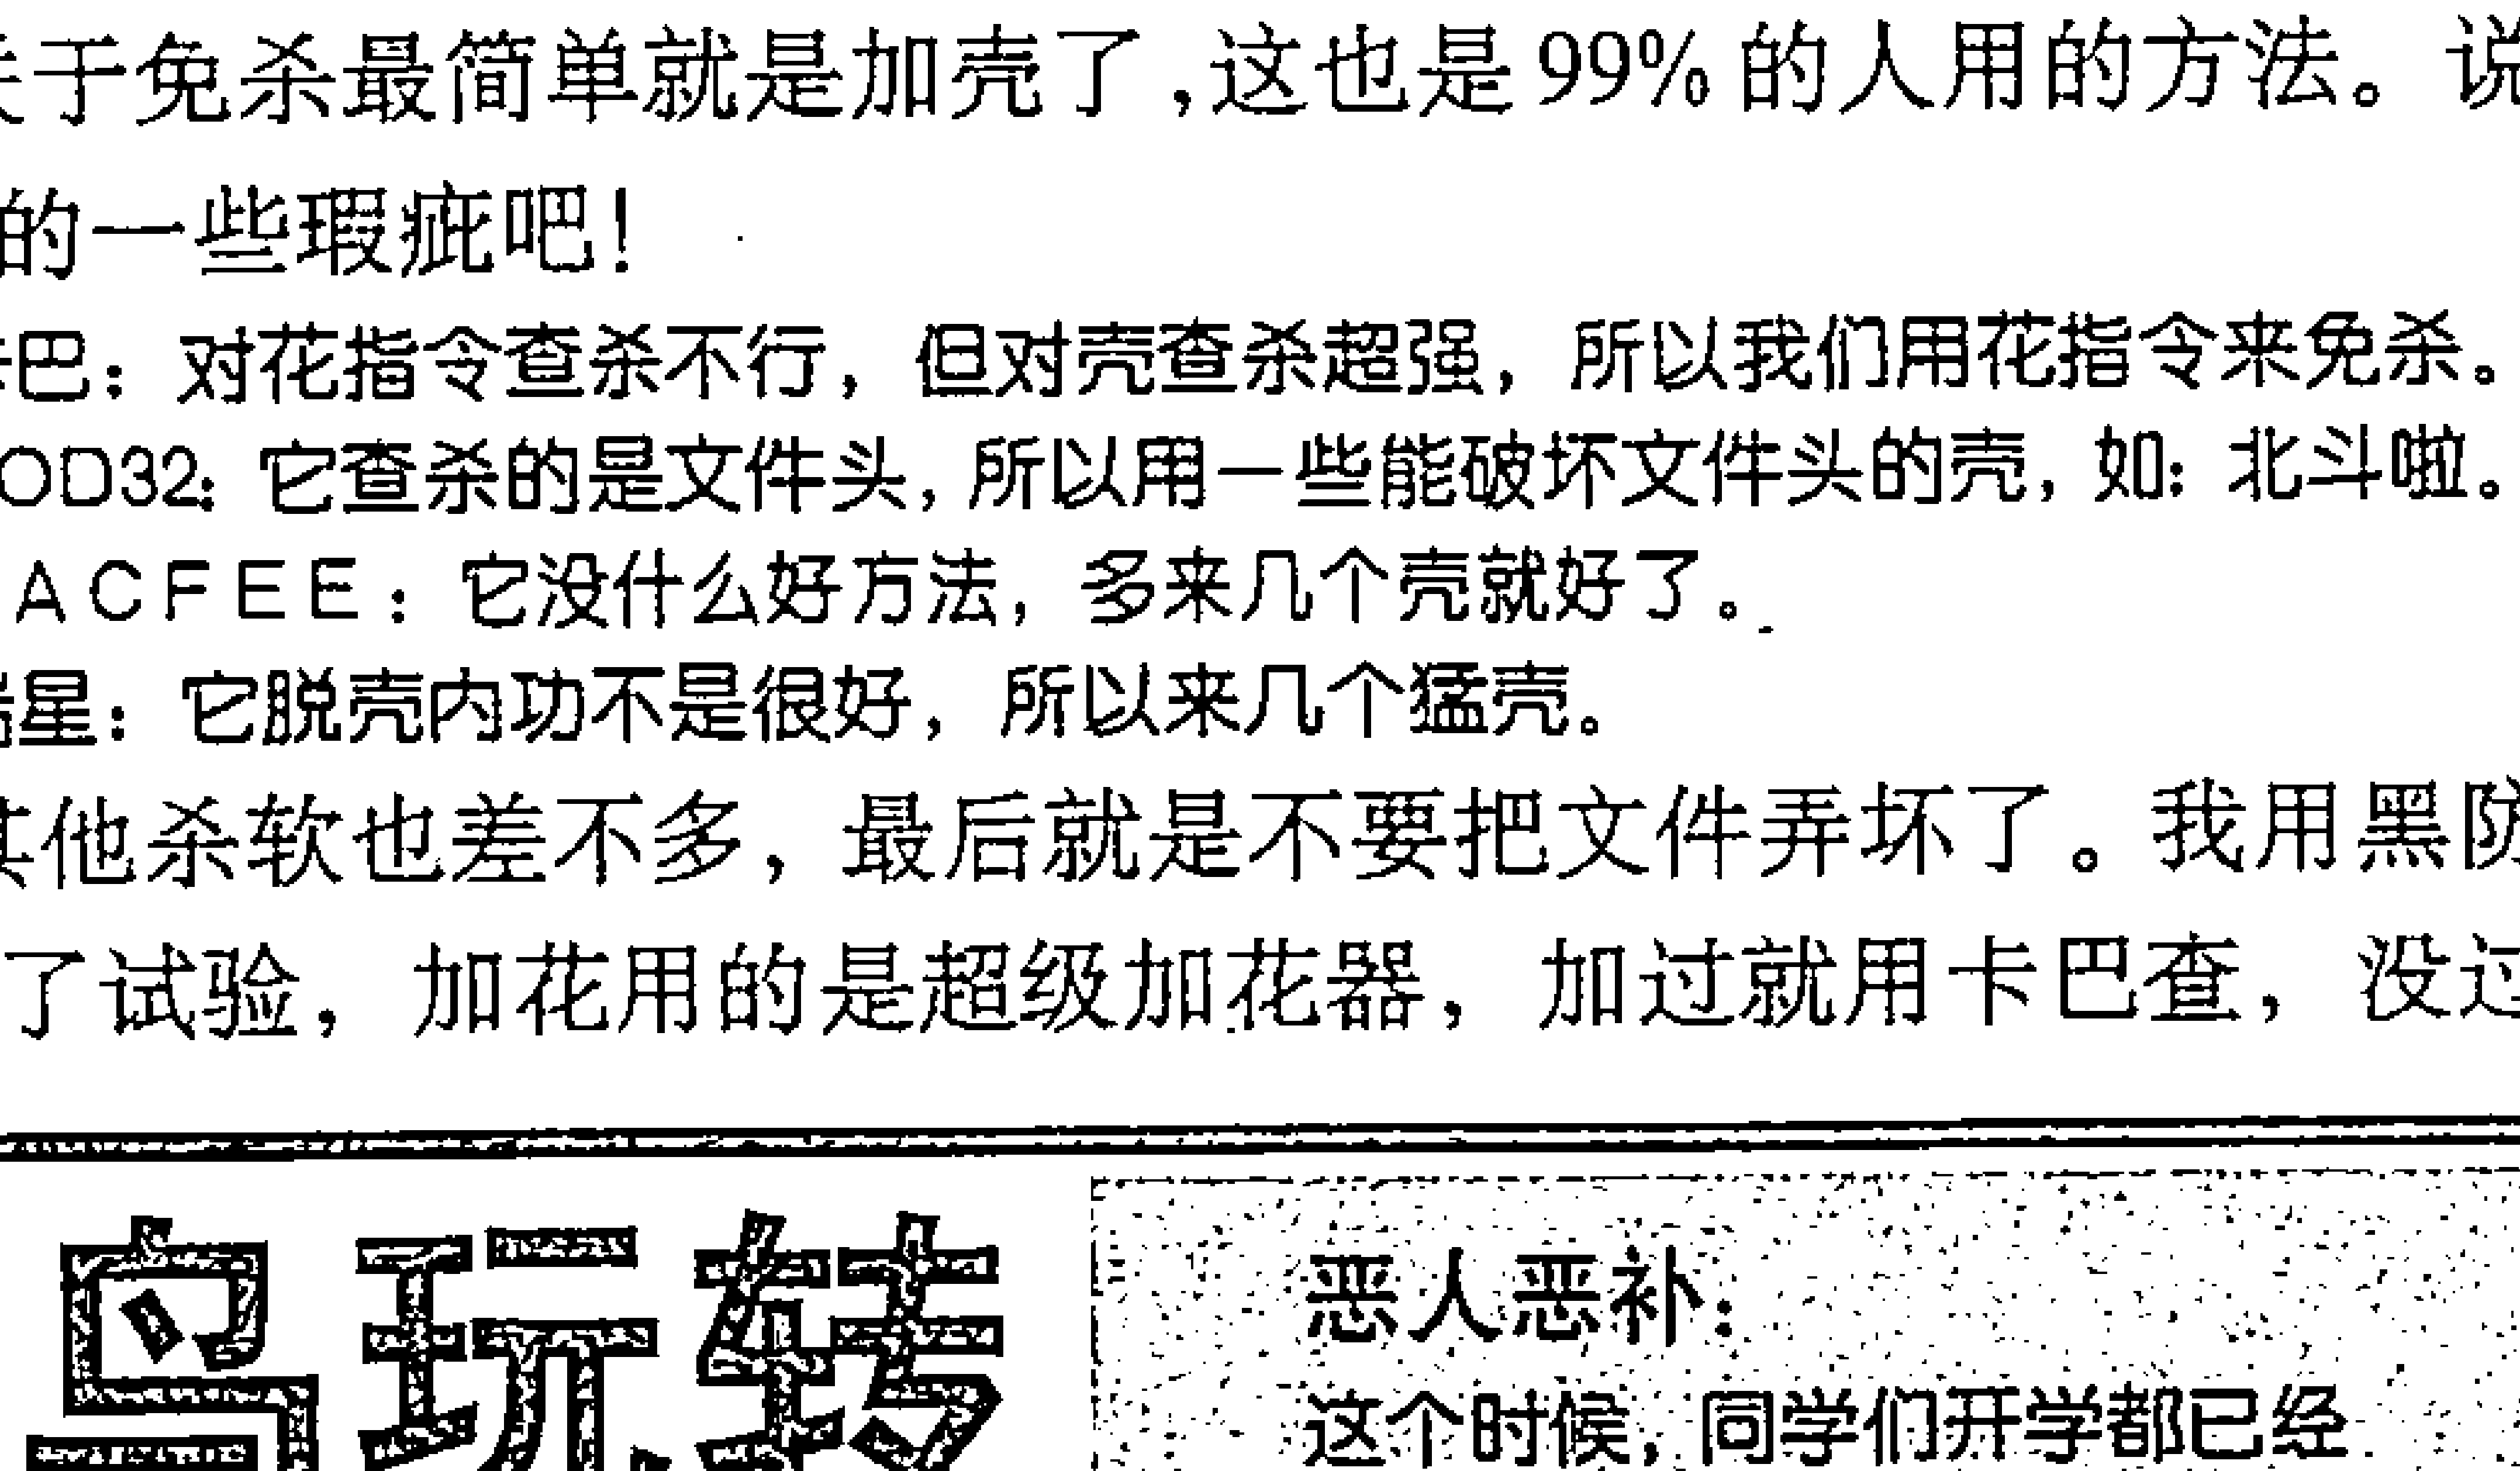 关于免杀最简单就是加壳了,这也是99%的人用的方法。说
的一些瑕疵吧!
卡巴:对花指令查杀不行,但对壳查杀超强,所以我们用花指令来免杀。
OD32:它查杀的是文件头,所以用一些能破坏文件头的壳,如:北斗啦。
ACFEE:它没什么好方法,多来几个壳就好了。
瑞星:它脱壳内功不是很好,所以来几个猛壳。
其他杀软也差不多,最后就是不要把文件弄坏了。我用黑防
了试验,加花用的是超级加花器,加过就用卡巴查,没过
鸟玩转
恶人恶补:
这个时候,同学们开学都已经